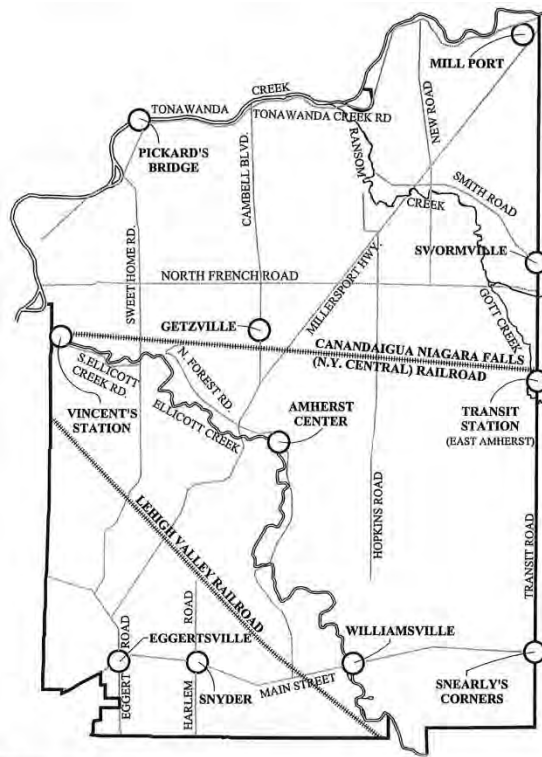 MILL PORT
CREEK
TONAWANDA
TONAWANDA CREEK RD
PICKARD'S
BRIDGE
CAMBELL BLVD.
RANSOM
CREEK
NEW ROAD
SMITH ROAD
SWORMVILLE
NORTH FRENCH ROAD
SWEET HOME RD.
MILLERSPORT HWY.
GOTT CREEK
GETZVILLE
CANANDAIGUA NIAGARA FALLS
(N.Y. CENTRAL) RAILROAD
S.ELLICOTT
CREEK RD.
N. FOREST RD.
VINCENT'S
STATION
ELLICOTT CREEK
AMHERST
CENTER
TRANSIT
STATION
(EAST AMHERST)
HOPKINS ROAD
TRANSIT ROAD
LEHIGH VALLEY RAILROAD
EGGERT ROAD
EGGERTSVILLE
HARLEM ROAD
SNYDER
MAIN STREET
WILLIAMSVILLE
SNEARLY'S
CORNERS